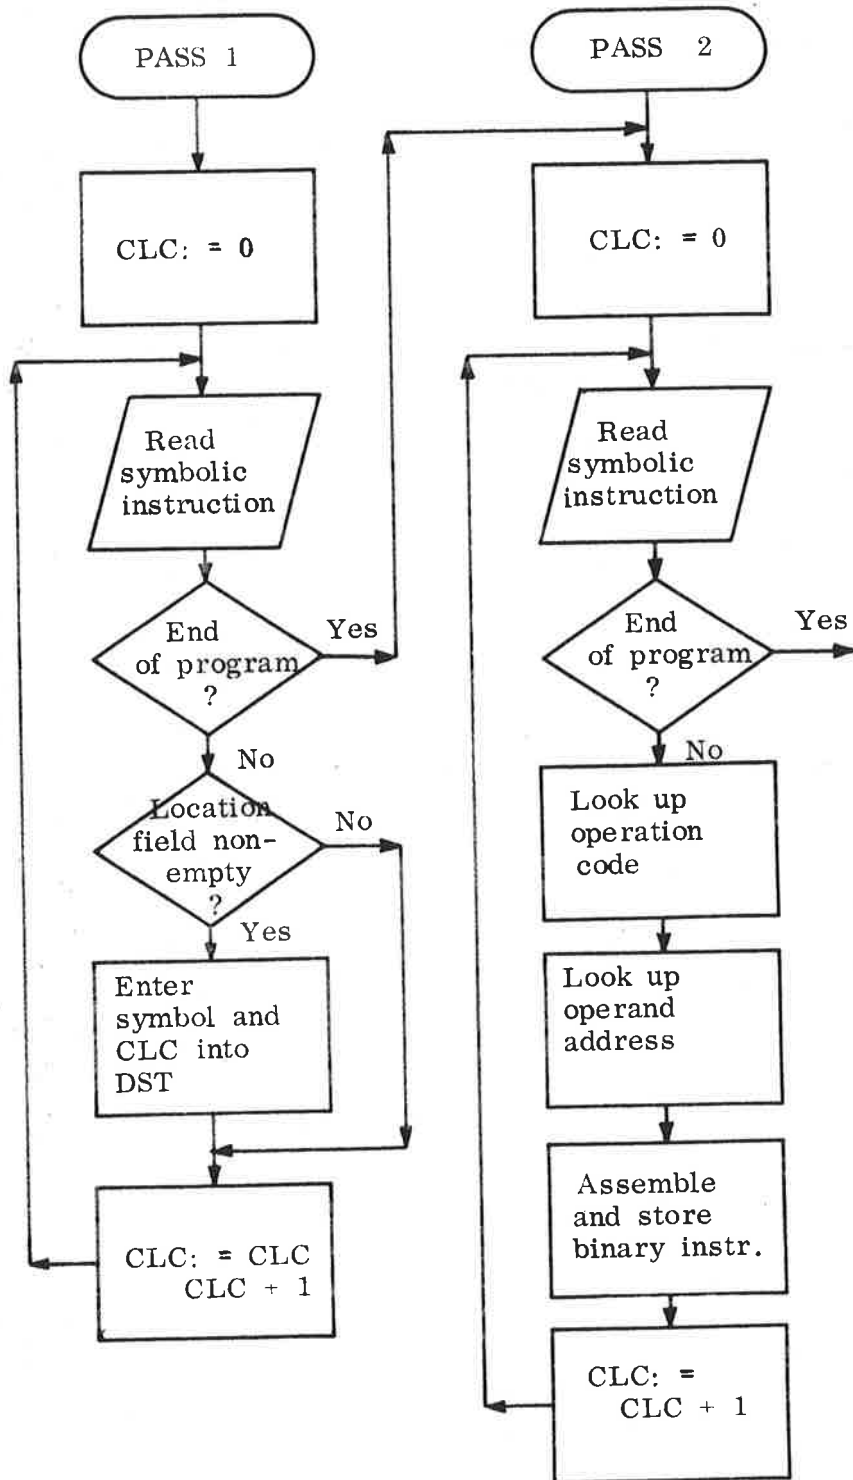 PASS 1
CLC: = 0
Read
symbolic
instruction
End
of program
?
Yes
No
Location
field non-
empty
?
No
Yes
Enter
symbol and
CLC into
DST
CLC: = CLC
CLC + 1
PASS 2
CLC: = 0
Read
symbolic
instruction
End
of program
?
Yes
No
Look up
operation
code
Look up
operand
address
Assemble
and store
binary instr.
CLC: =
CLC + 1